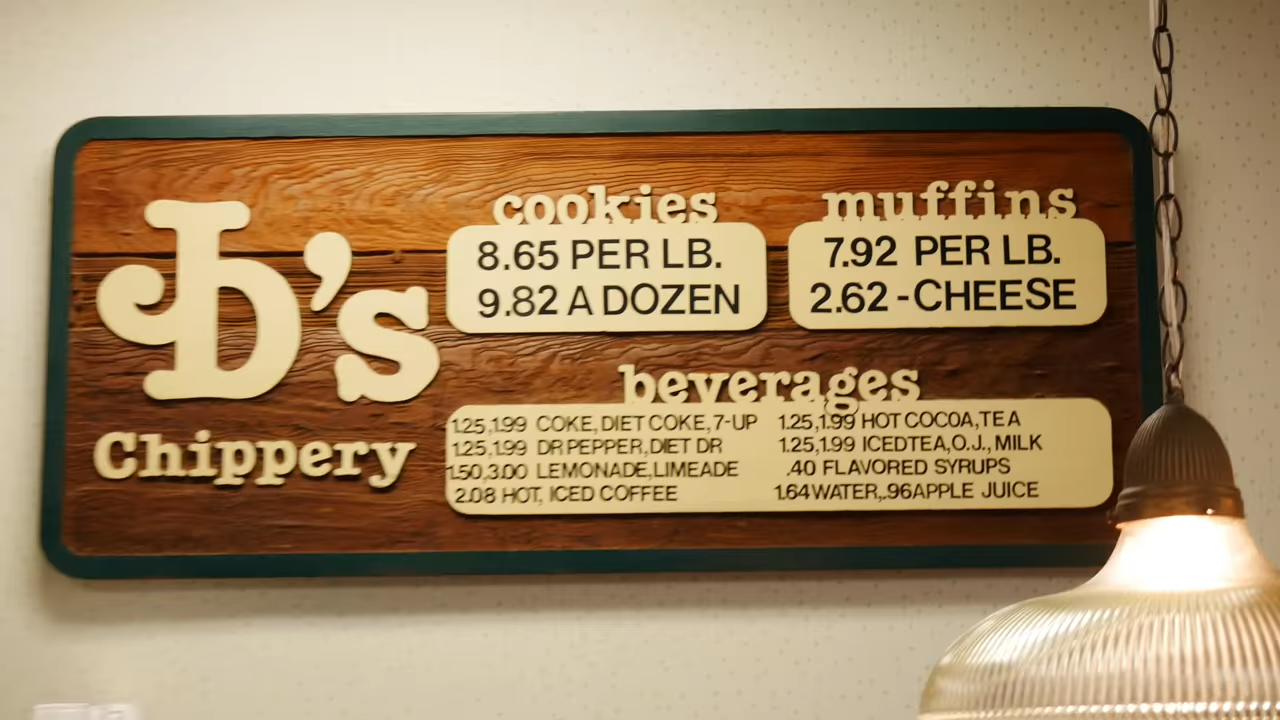 b's
Chippery
cookies
8.65 PER LB.
9.82 A DOZEN
muffins
7.92 PER LB.
2.62 -CHEESE
beverages
1.25,1.99 COKE, DIET COKE, 7-UP
1.25,1.99 DR PEPPER, DIET DR
1.50,3.00 LEMONADE, LIMEADE
2.08 HOT, ICED COFFEE
1.25,1.99 HOT COCOA, TEA
1.25,1.99 ICED TEA, O.J., MILK
.40 FLAVORED SYRUPS
1.64 WATER, .96 APPLE JUICE